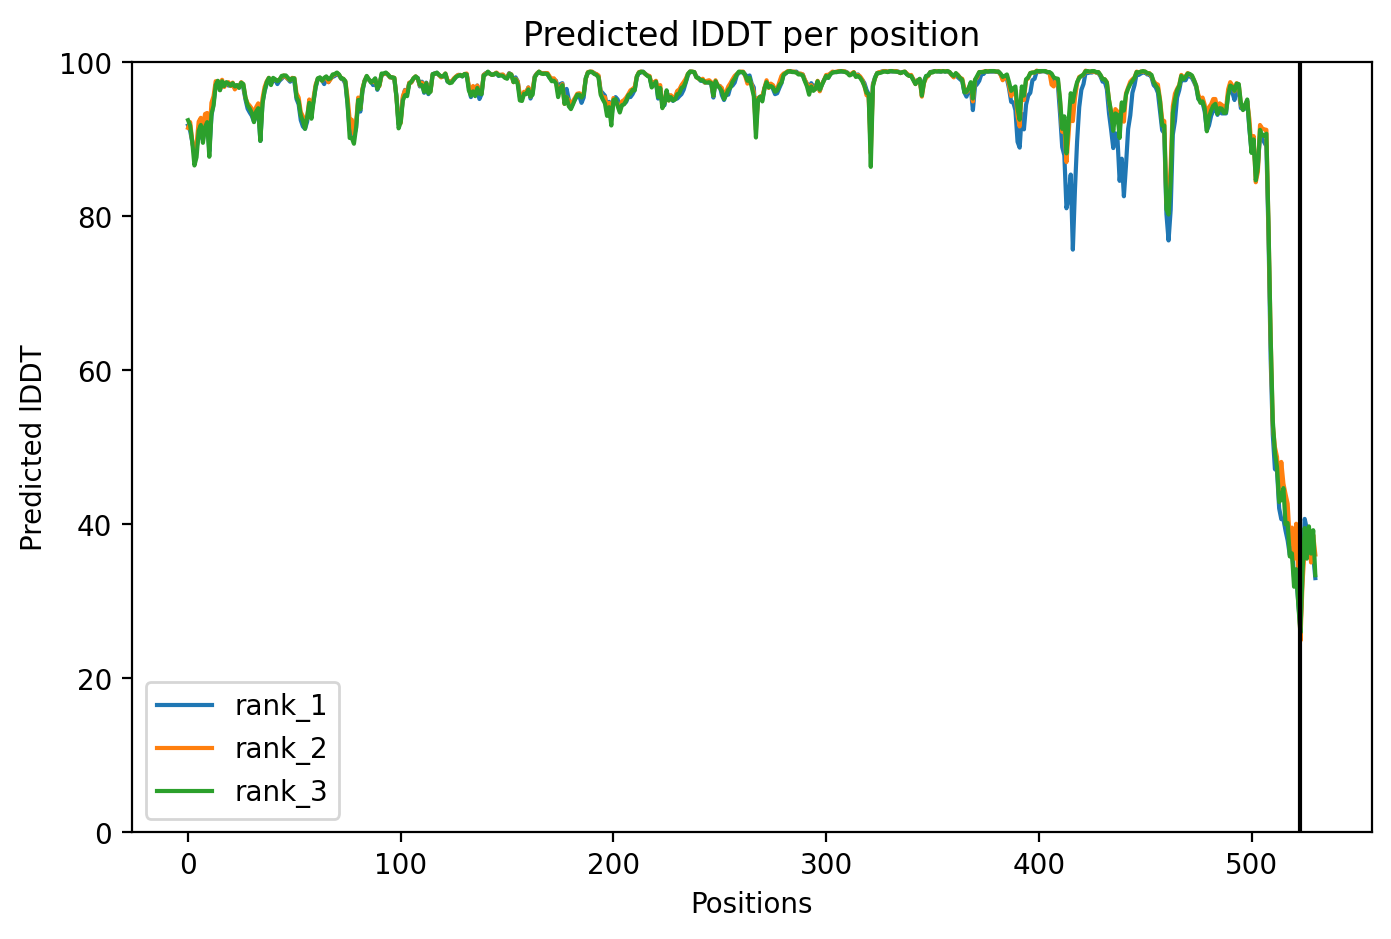 Predicted lDDT per position
100
80
60
40
20
0
Predicted lDDT
rank_1
rank_2
rank_3
0 100 200 300 400 500
Positions